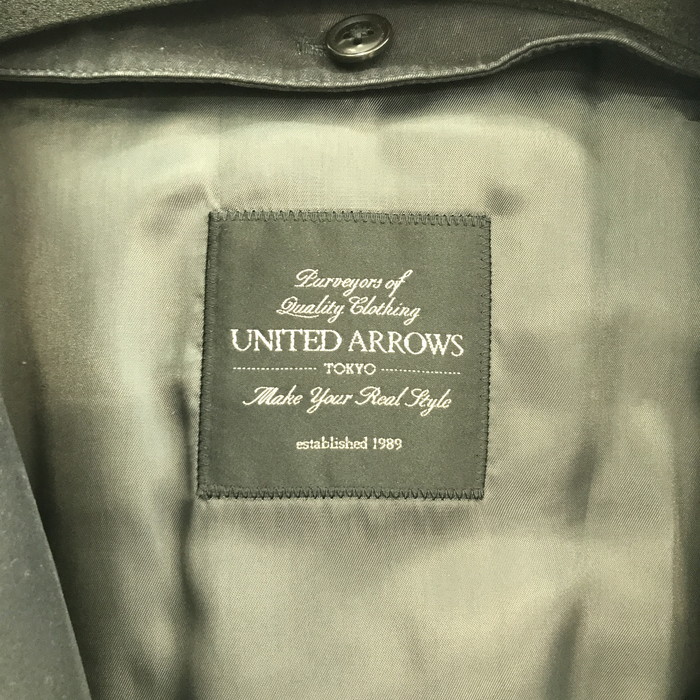 Purveyors of
Quality Clothing
UNITED ARROWS
TOKYO
Make Your Real Style
established 1989